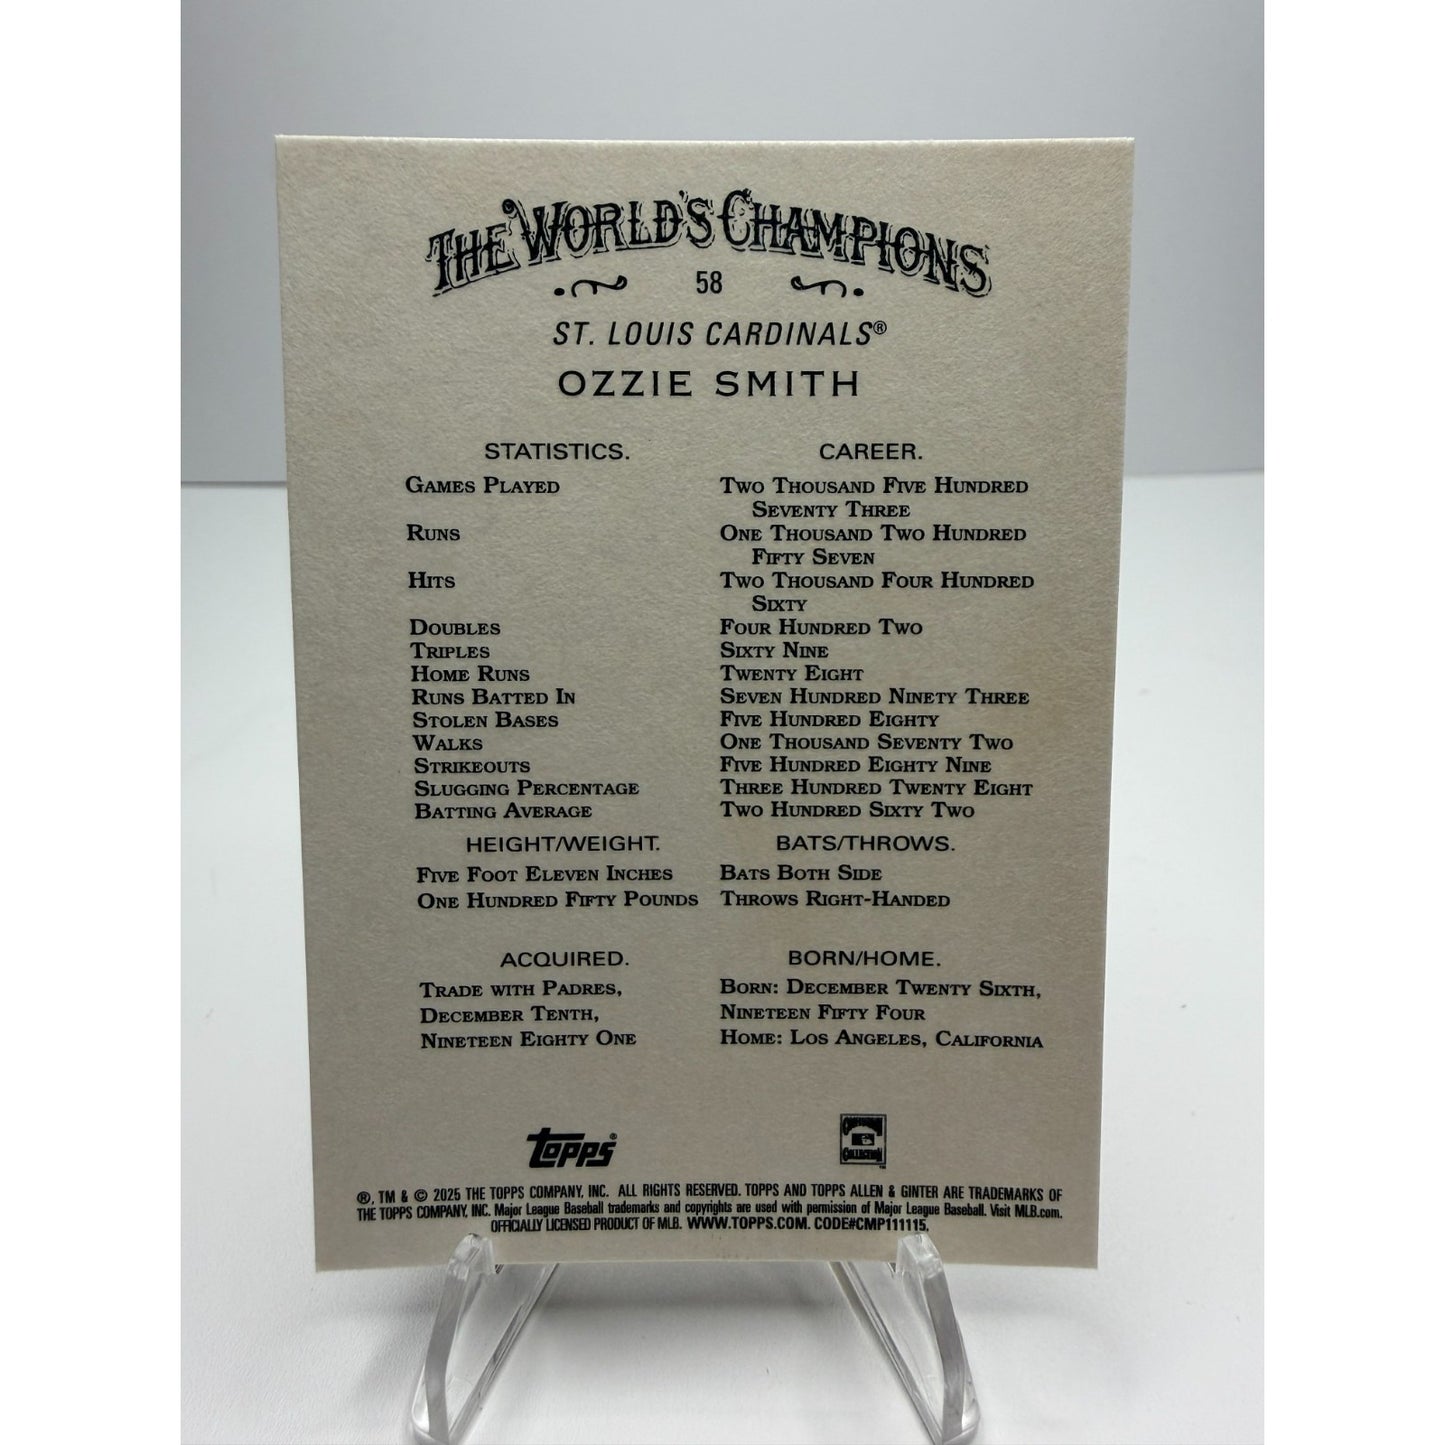 THE WORLD'S CHAMPIONS
58
ST. LOUIS CARDINALS®
OZZIE SMITH
STATISTICS. CAREER.
GAMES PLAYED TWO THOUSAND FIVE HUNDRED
SEVENTY THREE
RUNS ONE THOUSAND TWO HUNDRED
FIFTY SEVEN
HITS TWO THOUSAND FOUR HUNDRED
SIXTY
DOUBLES FOUR HUNDRED TWO
TRIPLES SIXTY NINE
HOME RUNS TWENTY EIGHT
RUNS BATTED IN SEVEN HUNDRED NINETY THREE
STOLEN BASES FIVE HUNDRED EIGHTY
WALKS ONE THOUSAND SEVENTY TWO
STRIKEOUTS FIVE HUNDRED EIGHTY NINE
SLUGGING PERCENTAGE THREE HUNDRED TWENTY EIGHT
BATTING AVERAGE TWO HUNDRED SIXTY TWO
HEIGHT/WEIGHT. BATS/THROWS.
FIVE FOOT ELEVEN INCHES BATS BOTH SIDE
ONE HUNDRED FIFTY POUNDS THROWS RIGHT-HANDED
ACQUIRED. BORN/HOME.
TRADE WITH PADRES, BORN: DECEMBER TWENTY SIXTH,
DECEMBER TENTH, NINETEEN FIFTY FOUR
NINETEEN EIGHTY ONE HOME: LOS ANGELES, CALIFORNIA
topps®
COOPERSTOWN
COLLECTION™
®, TM & © 2025 THE TOPPS COMPANY, INC. ALL RIGHTS RESERVED. TOPPS AND TOPPS ALLEN & GINTER ARE TRADEMARKS OF
THE TOPPS COMPANY, INC. Major League Baseball trademarks and copyrights are used with permission of Major League Baseball. Visit MLB.com.
OFFICIALLY LICENSED PRODUCT OF MLB. WWW.TOPPS.COM. CODE#CMP111115.